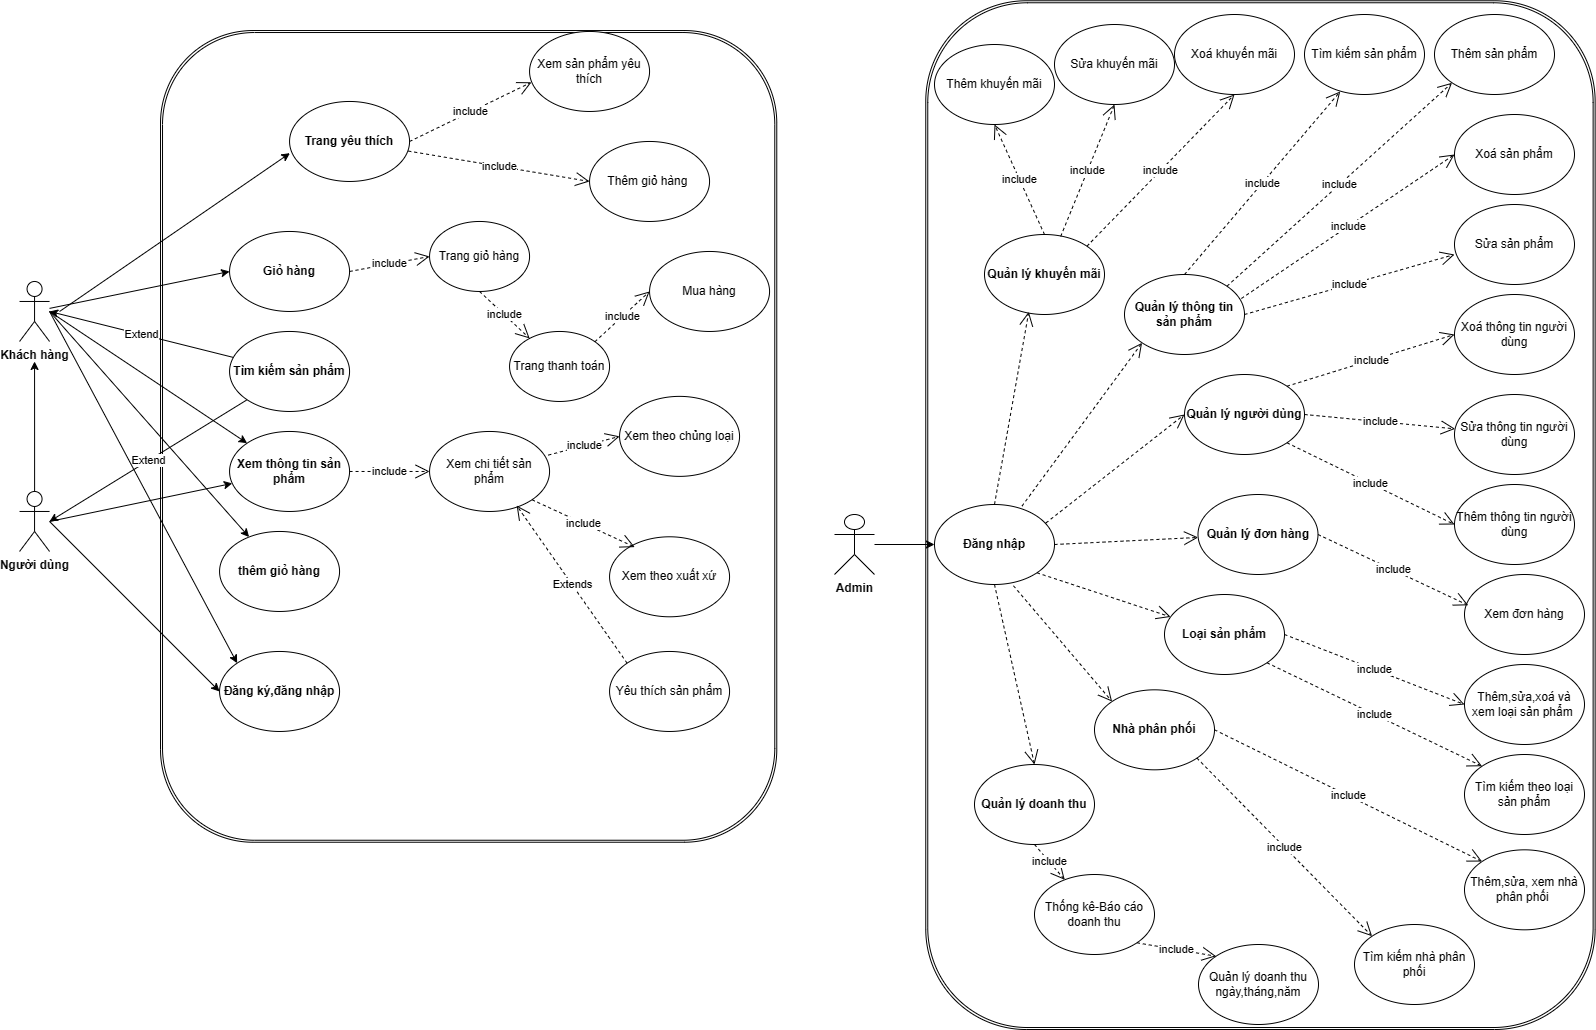 Xem sản phẩm yêu
thích
include
Trang yêu thích
include
Thêm giỏ hàng
Giỏ hàng
include
Trang giỏ hàng
include
Mua hảng
include
Trang thanh toán
Khách hàng
Extend
Tìm kiếm sản phẩm
Xem theo chủng loại
include
Extend
Xem thông tin sản
phẩm
include
Xem chi tiết sản
phẩm
include
Người dùng
thêm giỏ hàng
Xem theo xuất xứ
Extends
Đăng ký,đăng nhập
Yêu thích sản phẩm
Thêm khuyến mãi
Sửa khuyến mãi
Xoá khuyến mãi
Tìm kiếm sản phẩm
Thêm sản phẩm
include
include
include
include
include
Xoá sản phẩm
include
Sửa sản phẩm
include
Quản lý khuyến mãi
Quản lý thông tin
sản phẩm
Xoá thông tin người
dùng
include
Quản lý người dùng
include
Sửa thông tin người
dùng
include
Thêm thông tin người
dùng
Admin
Đăng nhập
Quản lý đơn hàng
include
Xem đơn hàng
Loại sản phẩm
include
Thêm,sửa,xoá và
xem loại sản phẩm
include
Nhà phân phối
Tìm kiếm theo loại
sản phẩm
include
Quản lý doanh thu
include
include
Thêm,sửa, xem nhà
phân phối
Thống kê-Báo cáo
doanh thu
include
Tìm kiếm nhà phân
phối
Quản lý doanh thu
ngày,tháng,năm